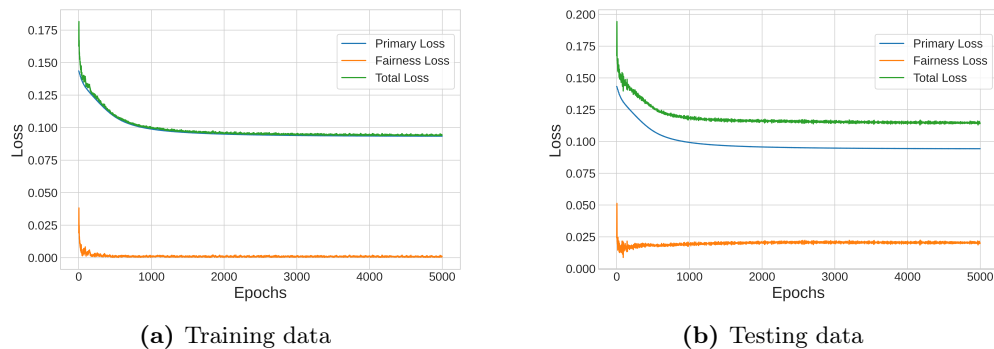 0.175
0.150
0.125
0.100
0.075
0.050
0.025
0.000
Loss
Primary Loss
Fairness Loss
Total Loss
0 1000 2000 3000 4000 5000
Epochs
(a) Training data
0.200
0.175
0.150
0.125
0.100
0.075
0.050
0.025
0.000
Loss
Primary Loss
Fairness Loss
Total Loss
0 1000 2000 3000 4000 5000
Epochs
(b) Testing data